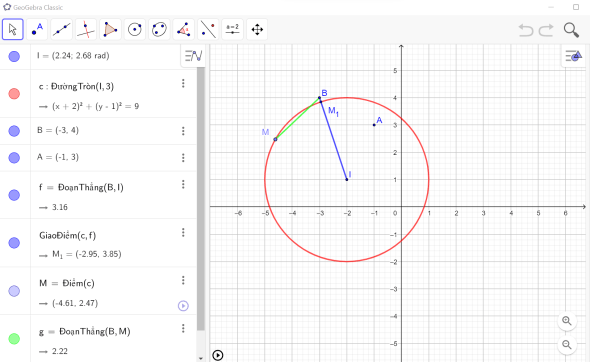 GeoGebra Classic
A
a = 2
I = (2.24; 2.68 rad)
c : ĐườngTròn(I, 3)
→ (x + 2)² + (y - 1)² = 9
B = (-3, 4)
A = (-1, 3)
f = ĐoạnThẳng(B, I)
→ 3.16
GiaoĐiểm(c, f)
→ M₁ = (-2.95, 3.85)
M = Điểm(c)
→ (-4.61, 2.47)
g = ĐoạnThẳng(B, M)
→ 2.22
5
B
4
M₁
A
3
M
2
I
1
-6 -5 -4 -3 -2 -1 0 1 2 3 4 5 6
-1
-2
-3
-4
-5